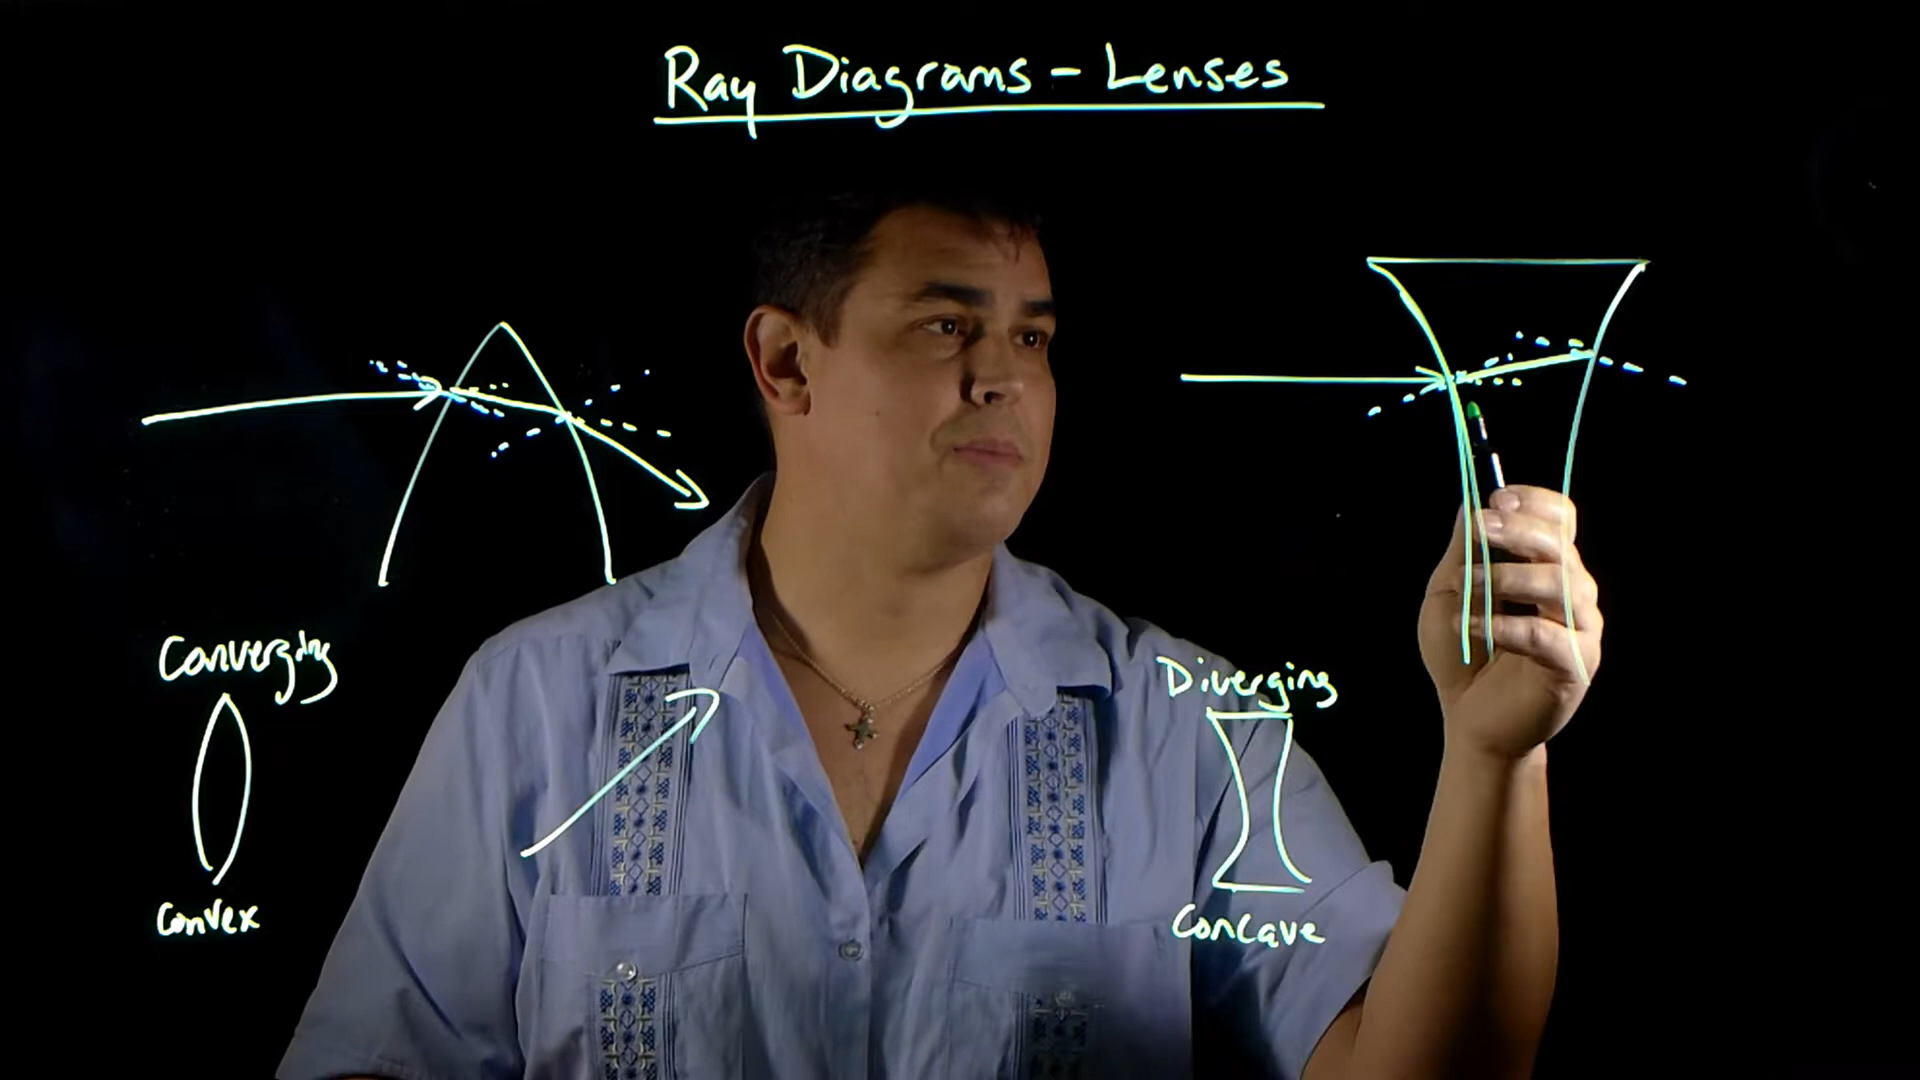 Ray Diagrams - Lenses
Converging
Convex
Diverging
Concave